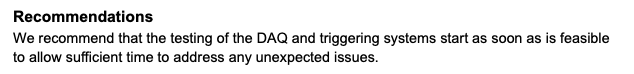 Recommendations
We recommend that the testing of the DAQ and triggering systems start as soon as is feasible
to allow sufficient time to address any unexpected issues.